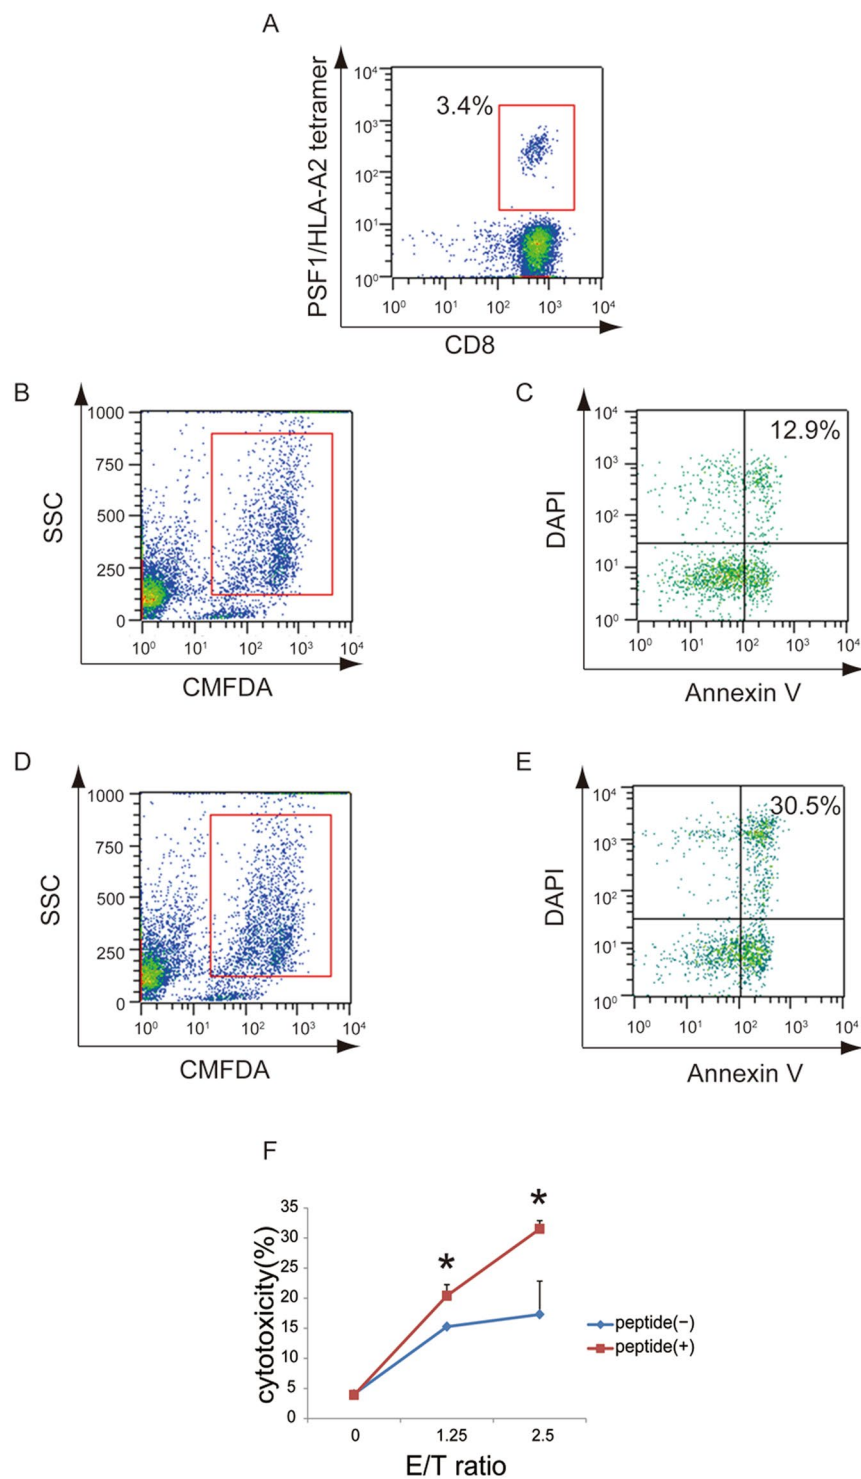 A
PSF1/HLA-A2 tetramer
10⁴
10³
10²
10¹
10⁰
3.4%
10⁰ 10¹ 10² 10³ 10⁴
CD8
B
SSC
1000
750
500
250
0
10⁰ 10¹ 10² 10³ 10⁴
CMFDA
C
DAPI
10⁴
10³
10²
10¹
10⁰
12.9%
10⁰ 10¹ 10² 10³ 10⁴
Annexin V
D
SSC
1000
750
500
250
0
10⁰ 10¹ 10² 10³ 10⁴
CMFDA
E
DAPI
10⁴
10³
10²
10¹
10⁰
30.5%
10⁰ 10¹ 10² 10³ 10⁴
Annexin V
F
cytotoxicity(%)
35
30
25
20
15
10
5
0
*
*
0 1.25 2.5
E/T ratio
peptide(−)
peptide(+)